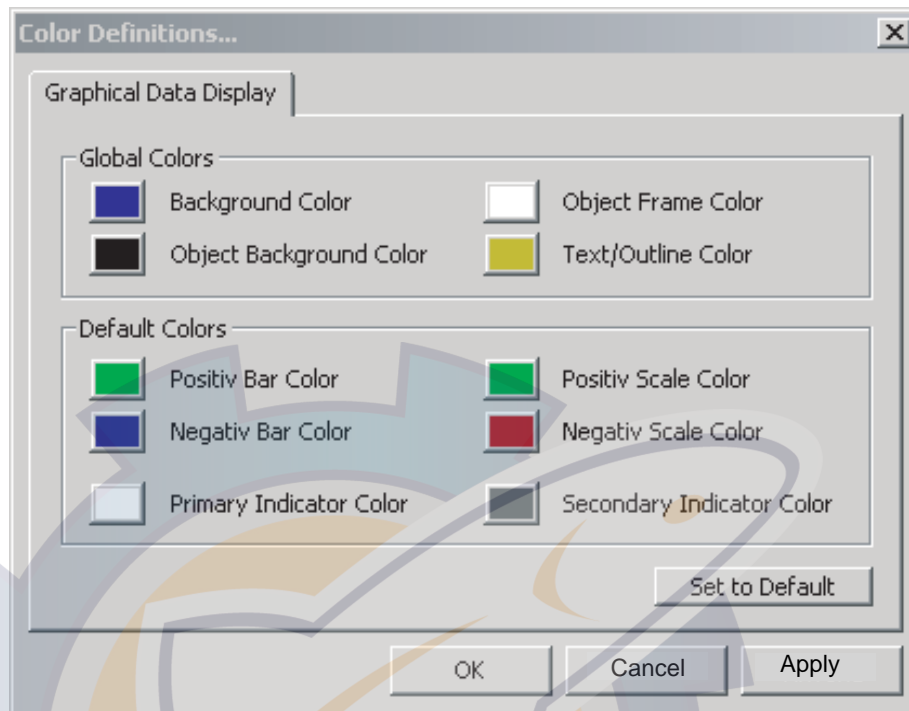 Color Definitions...
Graphical Data Display
Global Colors
Background Color
Object Frame Color
Object Background Color
Text/Outline Color
Default Colors
Positiv Bar Color
Positiv Scale Color
Negativ Bar Color
Negativ Scale Color
Primary Indicator Color
Secondary Indicator Color
Set to Default
OK
Cancel
Apply